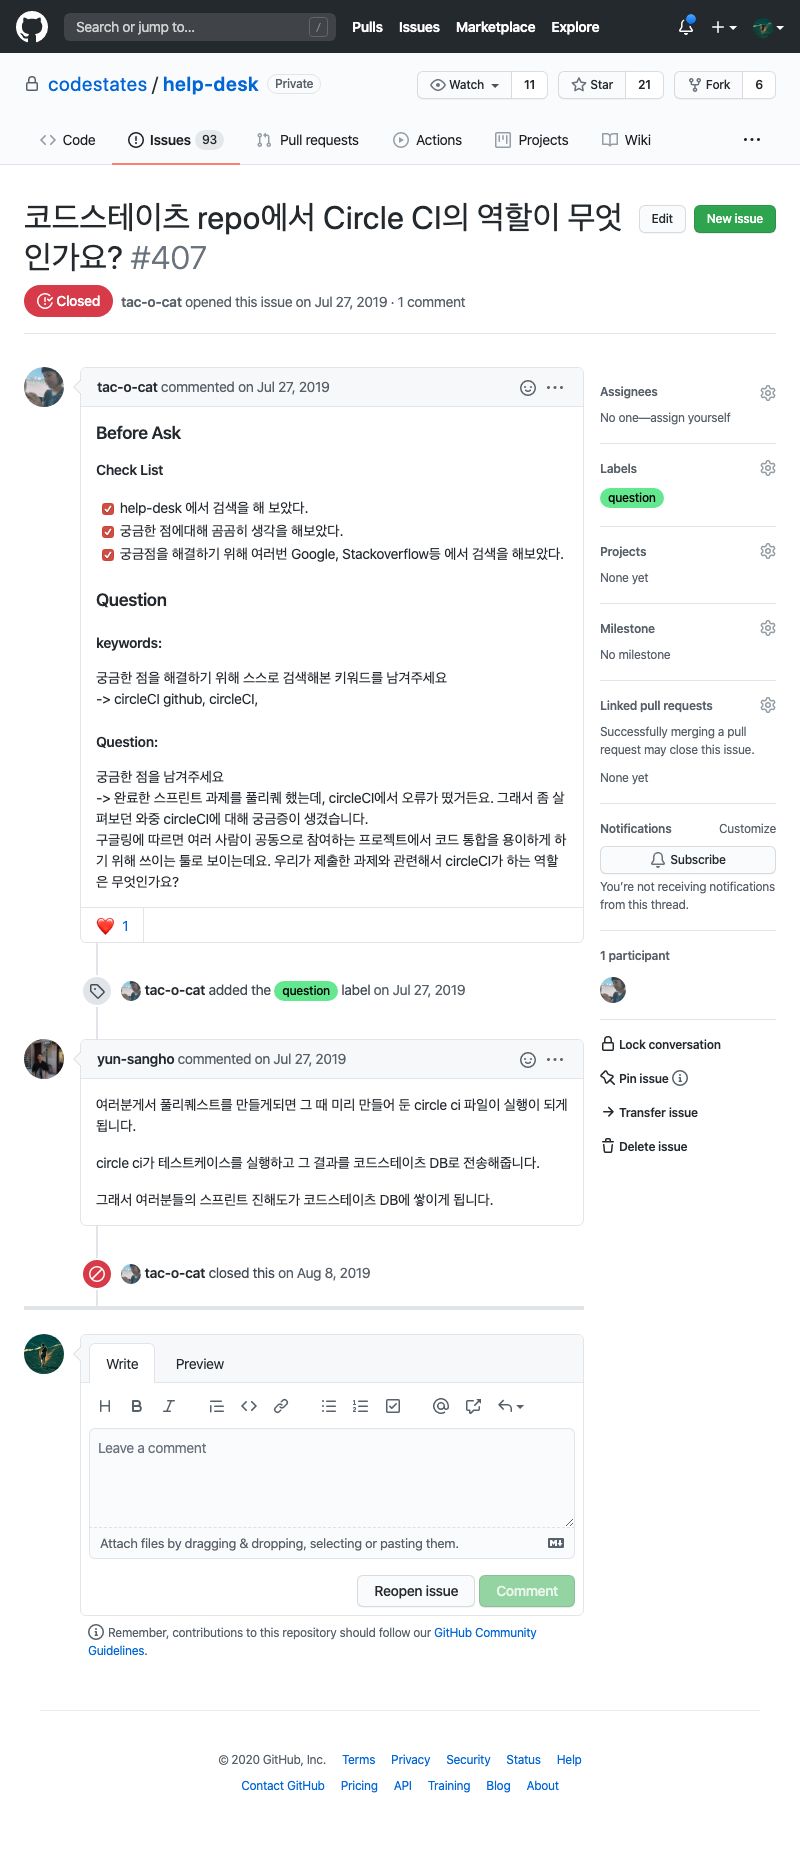 Search or jump to...
/
Pulls
Issues
Marketplace
Explore
codestates / help-desk
Private
Watch
11
Star
21
Fork
6
Code
Issues 93
Pull requests
Actions
Projects
Wiki
코드스테이츠 repo에서 Circle CI의 역할이 무엇
인가요? #407
Edit
New issue
Closed
tac-o-cat opened this issue on Jul 27, 2019 · 1 comment
tac-o-cat commented on Jul 27, 2019
Before Ask
Check List
help-desk 에서 검색을 해 보았다.
궁금한 점에대해 곰곰히 생각을 해보았다.
궁금점을 해결하기 위해 여러번 Google, Stackoverflow등 에서 검색을 해보았다.
Question
keywords:
궁금한 점을 해결하기 위해 스스로 검색해본 키워드를 남겨주세요
-> circleCI github, circleCI,
Question:
궁금한 점을 남겨주세요
-> 완료한 스프린트 과제를 풀리퀘 했는데, circleCI에서 오류가 떴거든요. 그래서 좀 살
펴보던 와중 circleCI에 대해 궁금증이 생겼습니다.
구글링에 따르면 여러 사람이 공동으로 참여하는 프로젝트에서 코드 통합을 용이하게 하
기 위해 쓰이는 툴로 보이는데요. 우리가 제출한 과제와 관련해서 circleCI가 하는 역할
은 무엇인가요?
1
tac-o-cat added the question label on Jul 27, 2019
yun-sangho commented on Jul 27, 2019
여러분게서 풀리퀘스트를 만들게되면 그 때 미리 만들어 둔 circle ci 파일이 실행이 되게
됩니다.
circle ci가 테스트케이스를 실행하고 그 결과를 코드스테이츠 DB로 전송해줍니다.
그래서 여러분들의 스프린트 진해도가 코드스테이츠 DB에 쌓이게 됩니다.
tac-o-cat closed this on Aug 8, 2019
Assignees
No one—assign yourself
Labels
question
Projects
None yet
Milestone
No milestone
Linked pull requests
Successfully merging a pull
request may close this issue.
None yet
Notifications
Customize
Subscribe
You're not receiving notifications
from this thread.
1 participant
Lock conversation
Pin issue
Transfer issue
Delete issue
Write
Preview
Leave a comment
Attach files by dragging & dropping, selecting or pasting them.
Reopen issue
Comment
Remember, contributions to this repository should follow our GitHub Community
Guidelines.
© 2020 GitHub, Inc.
Terms
Privacy
Security
Status
Help
Contact GitHub
Pricing
API
Training
Blog
About